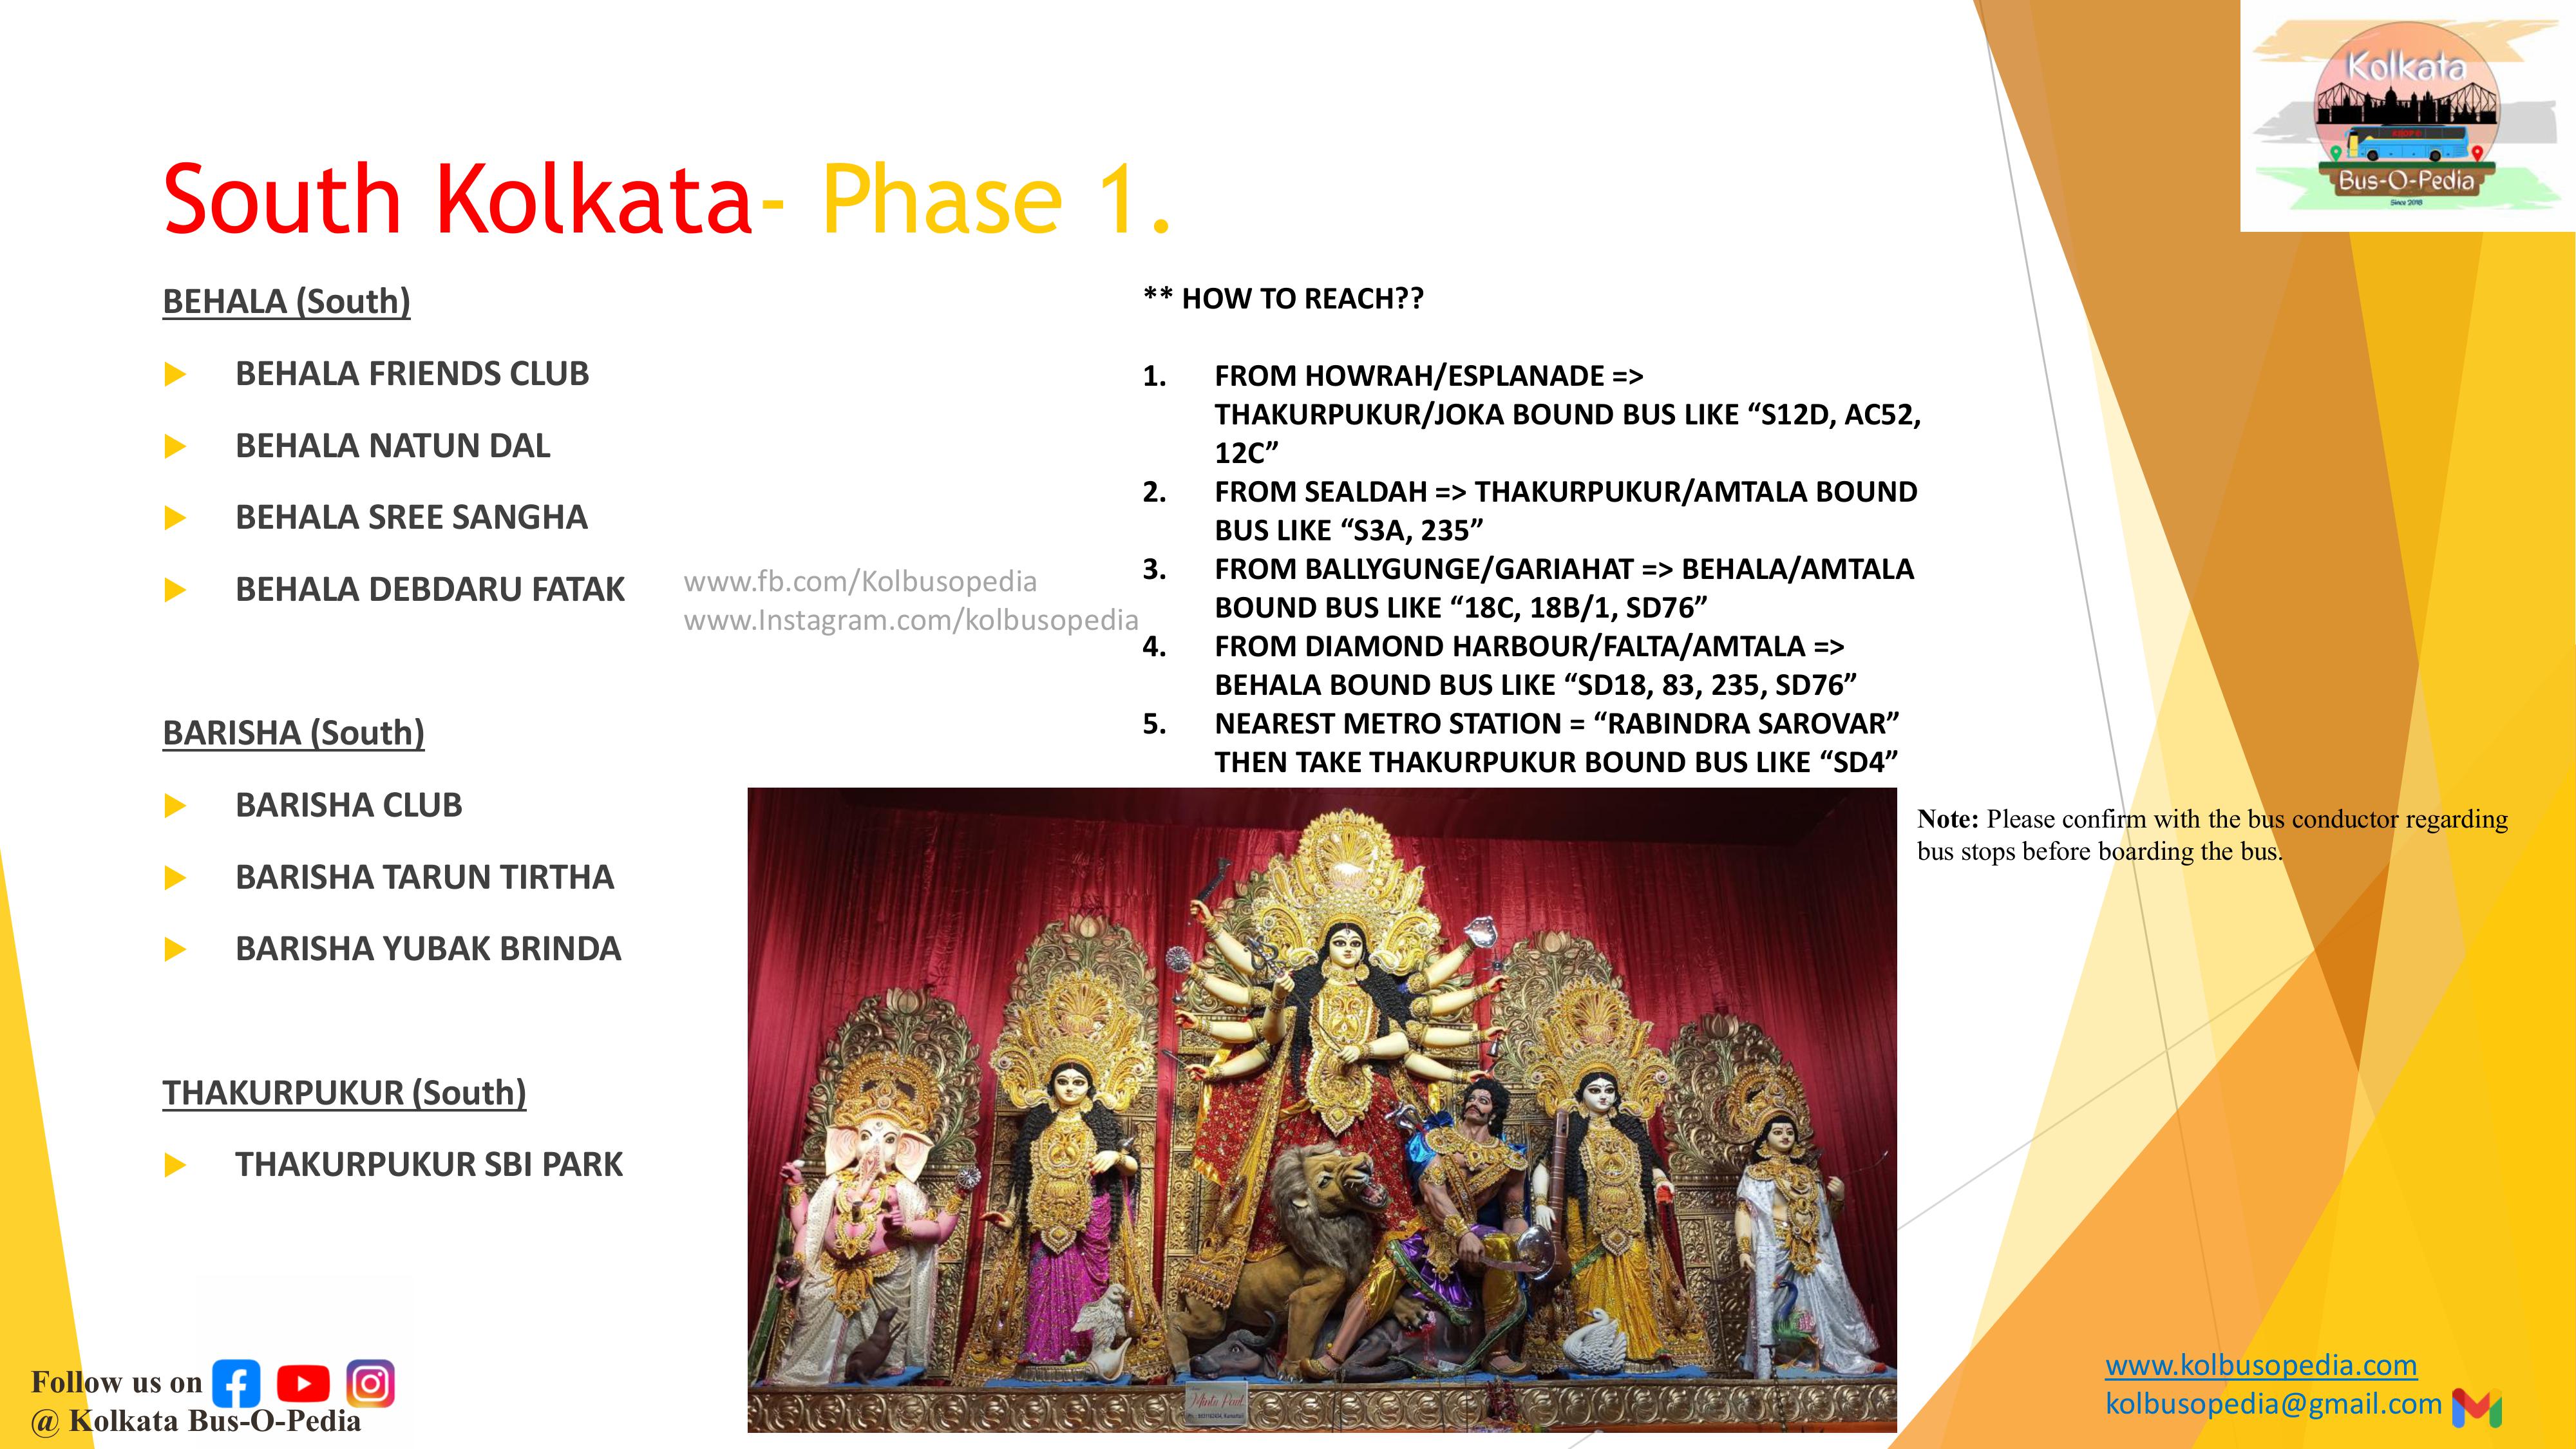 Kolkata
Bus-O-Pedia
Since 2018
South Kolkata- Phase 1.
BEHALA (South)
BEHALA FRIENDS CLUB
BEHALA NATUN DAL
BEHALA SREE SANGHA
BEHALA DEBDARU FATAK
BARISHA (South)
BARISHA CLUB
BARISHA TARUN TIRTHA
BARISHA YUBAK BRINDA
THAKURPUKUR (South)
THAKURPUKUR SBI PARK
www.fb.com/Kolbusopedia
www.Instagram.com/kolbusopedia
** HOW TO REACH??
1. FROM HOWRAH/ESPLANADE =>
THAKURPUKUR/JOKA BOUND BUS LIKE “S12D, AC52,
12C”
2. FROM SEALDAH => THAKURPUKUR/AMTALA BOUND
BUS LIKE “S3A, 235”
3. FROM BALLYGUNGE/GARIAHAT => BEHALA/AMTALA
BOUND BUS LIKE “18C, 18B/1, SD76”
4. FROM DIAMOND HARBOUR/FALTA/AMTALA =>
BEHALA BOUND BUS LIKE “SD18, 83, 235, SD76”
5. NEAREST METRO STATION = “RABINDRA SAROVAR”
THEN TAKE THAKURPUKUR BOUND BUS LIKE “SD4”
Note: Please confirm with the bus conductor regarding
bus stops before boarding the bus.
Minto Paul
Follow us on
@ Kolkata Bus-O-Pedia
www.kolbusopedia.com
kolbusopedia@gmail.com